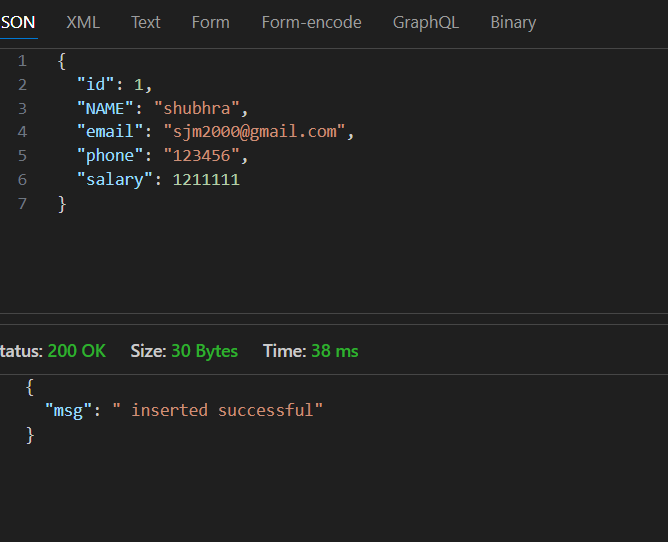 SON XML Text Form Form-encode GraphQL Binary
1 {
2 "id": 1,
3 "NAME": "shubhra",
4 "email": "sjm2000@gmail.com",
5 "phone": "123456",
6 "salary": 1211111
7 }
tatus: 200 OK Size: 30 Bytes Time: 38 ms
{
"msg": " inserted successful"
}